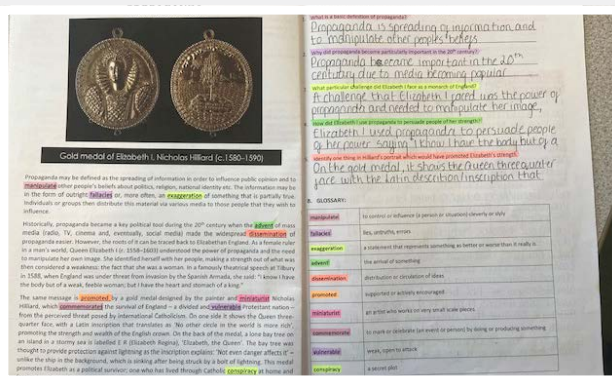 Gold medal of Elizabeth I, Nicholas Hilliard (c.1580-1590)
Propaganda may be defined as the spreading of information in order to influence public opinion and to
manipulate other people's beliefs about politics, religion, national identity etc. The information may be
in the form of outright fallacies or, more often, an exaggeration of something that is partially true.
Individuals or groups then distribute this material via various media to those people that they wish to
influence.
Historically, propaganda became a key political tool during the 20th century when the advent of mass
media (radio, TV, cinema and, eventually, social media) made the widespread dissemination of
propaganda easier. However, the roots of it can be traced back to Elizabethan England. As a female ruler
in a man's world, Queen Elizabeth I (r. 1558-1603) understood the power of propaganda and the need
to manipulate her own image. She identified herself with her people, making a strength out of what was
then considered a weakness: the fact that she was a woman. In a famously theatrical speech at Tilbury
in 1588, when England was under threat from invasion by the Spanish Armada, she said: "I know I have
the body but of a weak, feeble woman; but I have the heart and stomach of a king."
The same message is promoted by a gold medal designed by the painter and miniaturist Nicholas
Hilliard, which commemorated the survival of England – a divided and vulnerable Protestant nation –
from the perceived threat posed by international Catholicism. On one side it shows the Queen three-
quarter face, with a Latin inscription that translates as 'No other circle in the world is more rich',
promoting the strength and wealth of the English crown. On the back of the medal, a lone bay tree on
an island in a stormy sea is labelled E R (Elizabeth Regina), 'Elizabeth, the Queen'. The bay tree was
thought to provide protection against lightning as the inscription explains: 'Not even danger affects it' –
unlike the ship in the background, which is sinking after being struck by a bolt of lightning. This medal
promotes Elizabeth as a political survivor: one who has lived through Catholic conspiracy at home and
What is a basic definition of propaganda?
Propaganda is spreading of information and
to manipulate other peoples' beliefs
Why did propaganda become particularly important in the 20th century?
Propaganda became important in the 20th
century due to media becoming popular
What particular challenge did Elizabeth I face as a monarch of England?
A challenge that Elizabeth I faced was the power of
propaganda and needed to manipulate her image,
How did Elizabeth I use propaganda to persuade people of her strength?
Elizabeth I used propaganda to persuade people
of her power saying "I know I have the body but of a
Identify one thing in Hilliard's portrait which would have promoted Elizabeth's strength.
On the gold medal, it shows the Queen three quater
face with the Latin inscription that
B. GLOSSARY:
manipulate to control or influence (a person or situation) cleverly or slyly
fallacies lies, untruths, errors
exaggeration a statement that represents something as better or worse than it really is
advent the arrival of something
dissemination distribution or circulation of ideas
promoted supported or actively encouraged
miniaturist an artist who works on very small scale pieces
commemorate to mark or celebrate (an event or person) by doing or producing something
vulnerable weak, open to attack
conspiracy a secret plot